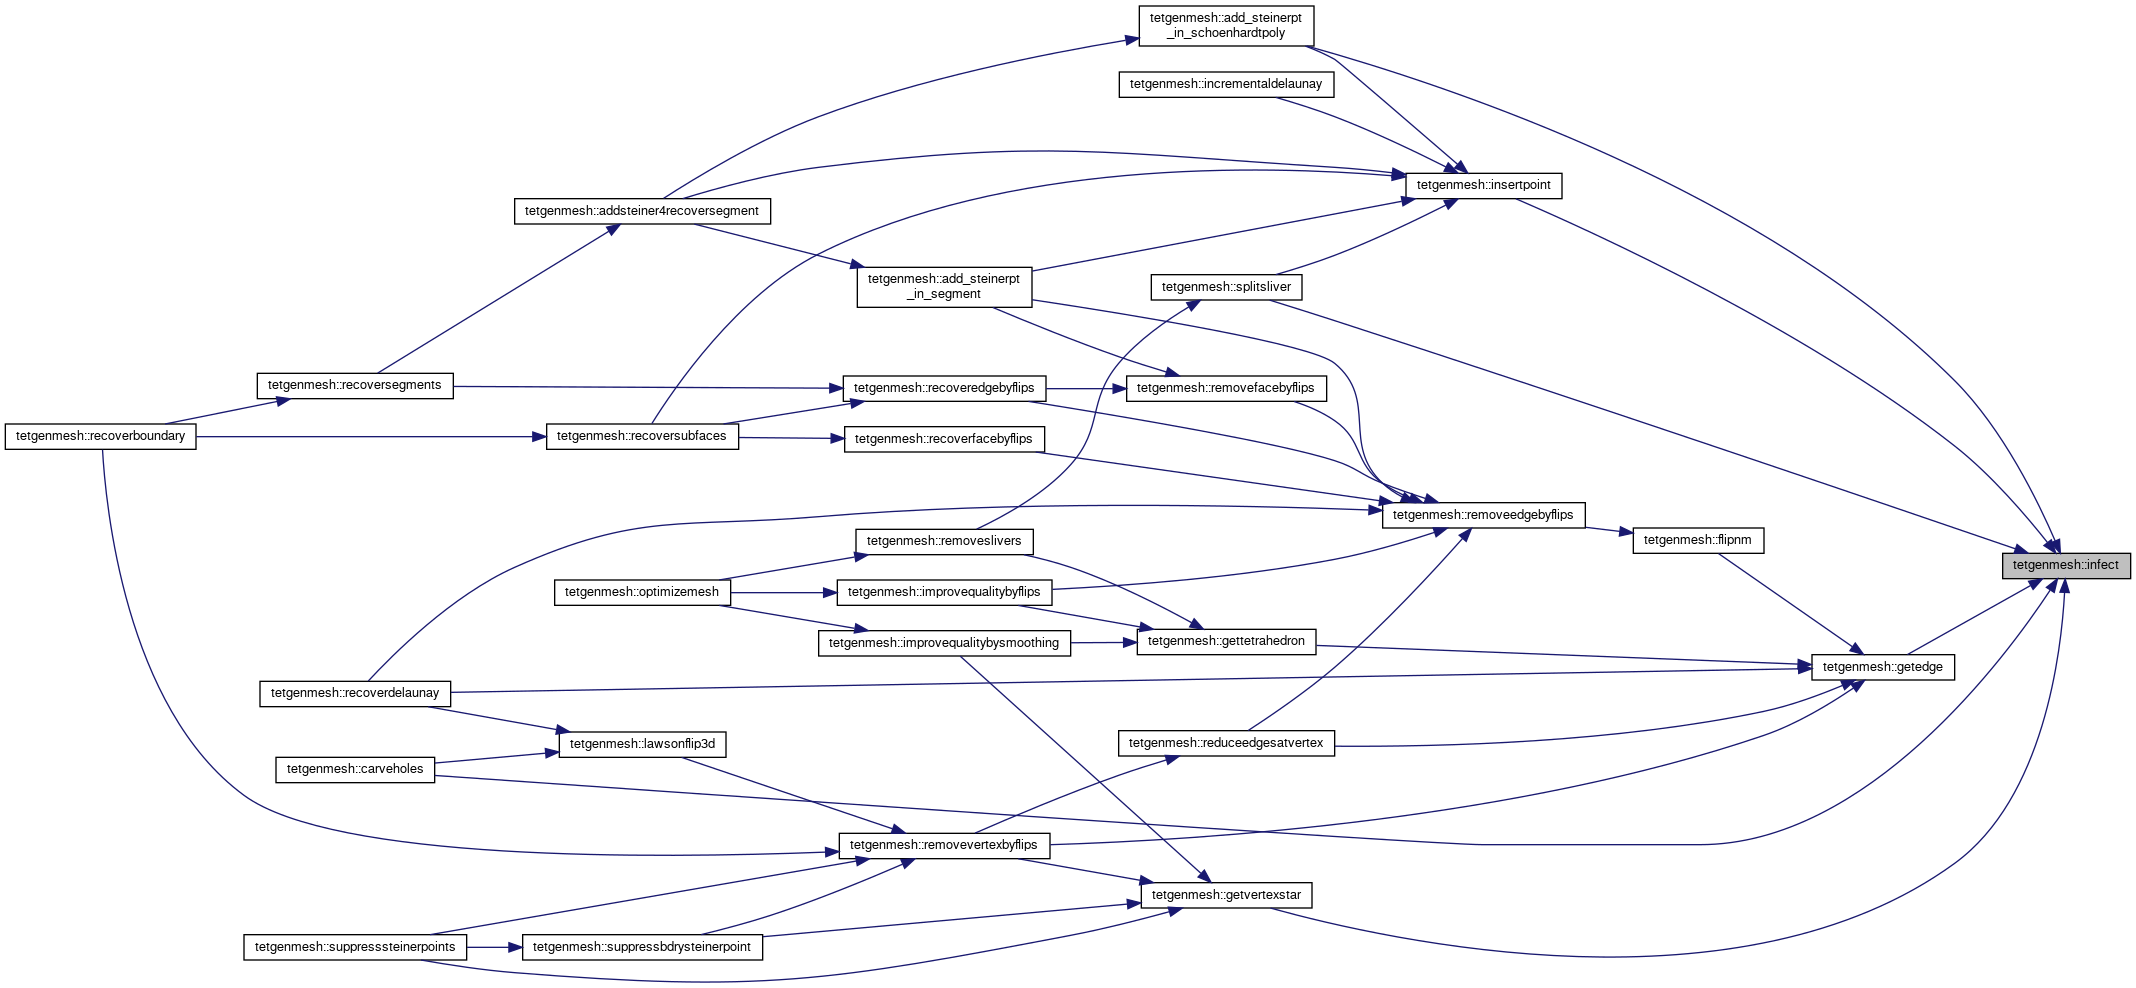 tetgenmesh::add_steinerpt
_in_schoenhardtpoly
tetgenmesh::incrementaldelaunay
tetgenmesh::insertpoint
tetgenmesh::addsteiner4recoversegment
tetgenmesh::add_steinerpt
_in_segment
tetgenmesh::splitsliver
tetgenmesh::recoversegments
tetgenmesh::recoveredgebyflips
tetgenmesh::removefacebyflips
tetgenmesh::recoverboundary
tetgenmesh::recoversubfaces
tetgenmesh::recoverfacebyflips
tetgenmesh::removeedgebyflips
tetgenmesh::removeslivers
tetgenmesh::flipnm
tetgenmesh::infect
tetgenmesh::optimizemesh
tetgenmesh::improvequalitybyflips
tetgenmesh::improvequalitybysmoothing
tetgenmesh::gettetrahedron
tetgenmesh::getedge
tetgenmesh::recoverdelaunay
tetgenmesh::lawsonflip3d
tetgenmesh::reduceedgesatvertex
tetgenmesh::carveholes
tetgenmesh::removevertexbyflips
tetgenmesh::getvertexstar
tetgenmesh::suppresssteinerpoints
tetgenmesh::suppressbdrysteinerpoint